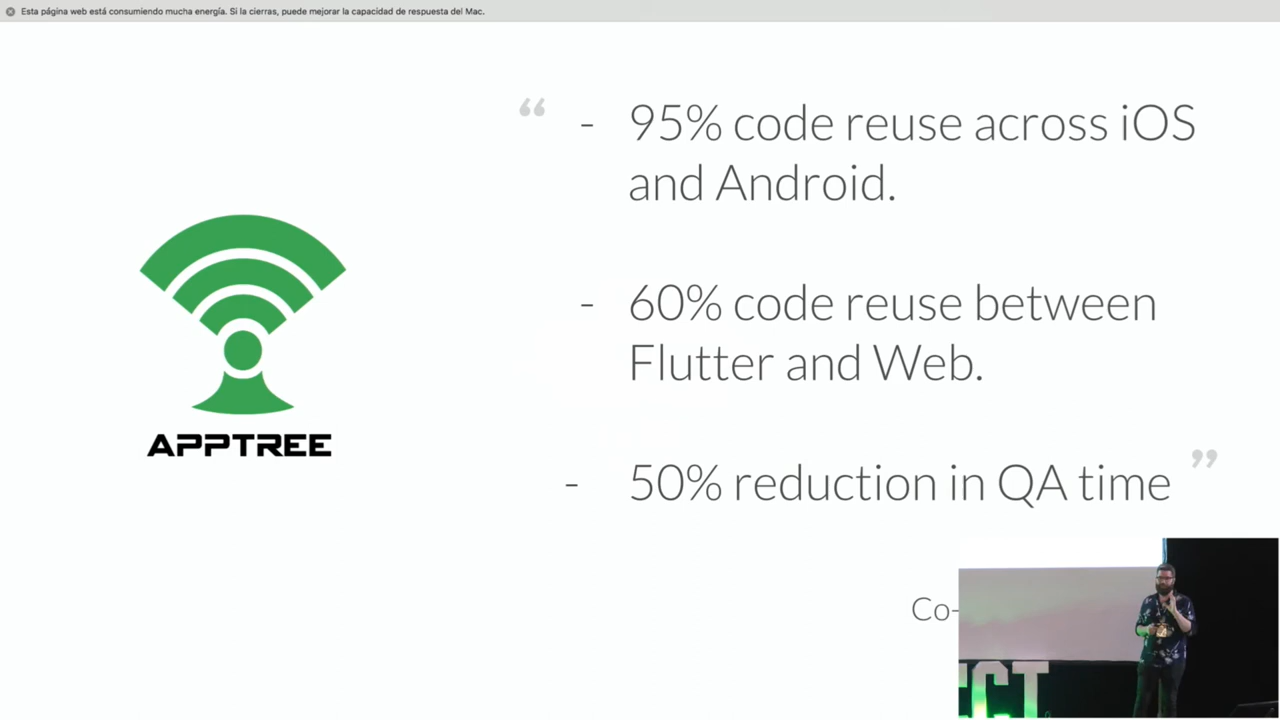 Esta página web está consumiendo mucha energía. Si la cierras, puede mejorar la capacidad de respuesta del Mac.
“ - 95% code reuse across iOS
and Android.
- 60% code reuse between
Flutter and Web.
- 50% reduction in QA time ”
APPTREE
Co-
ECT